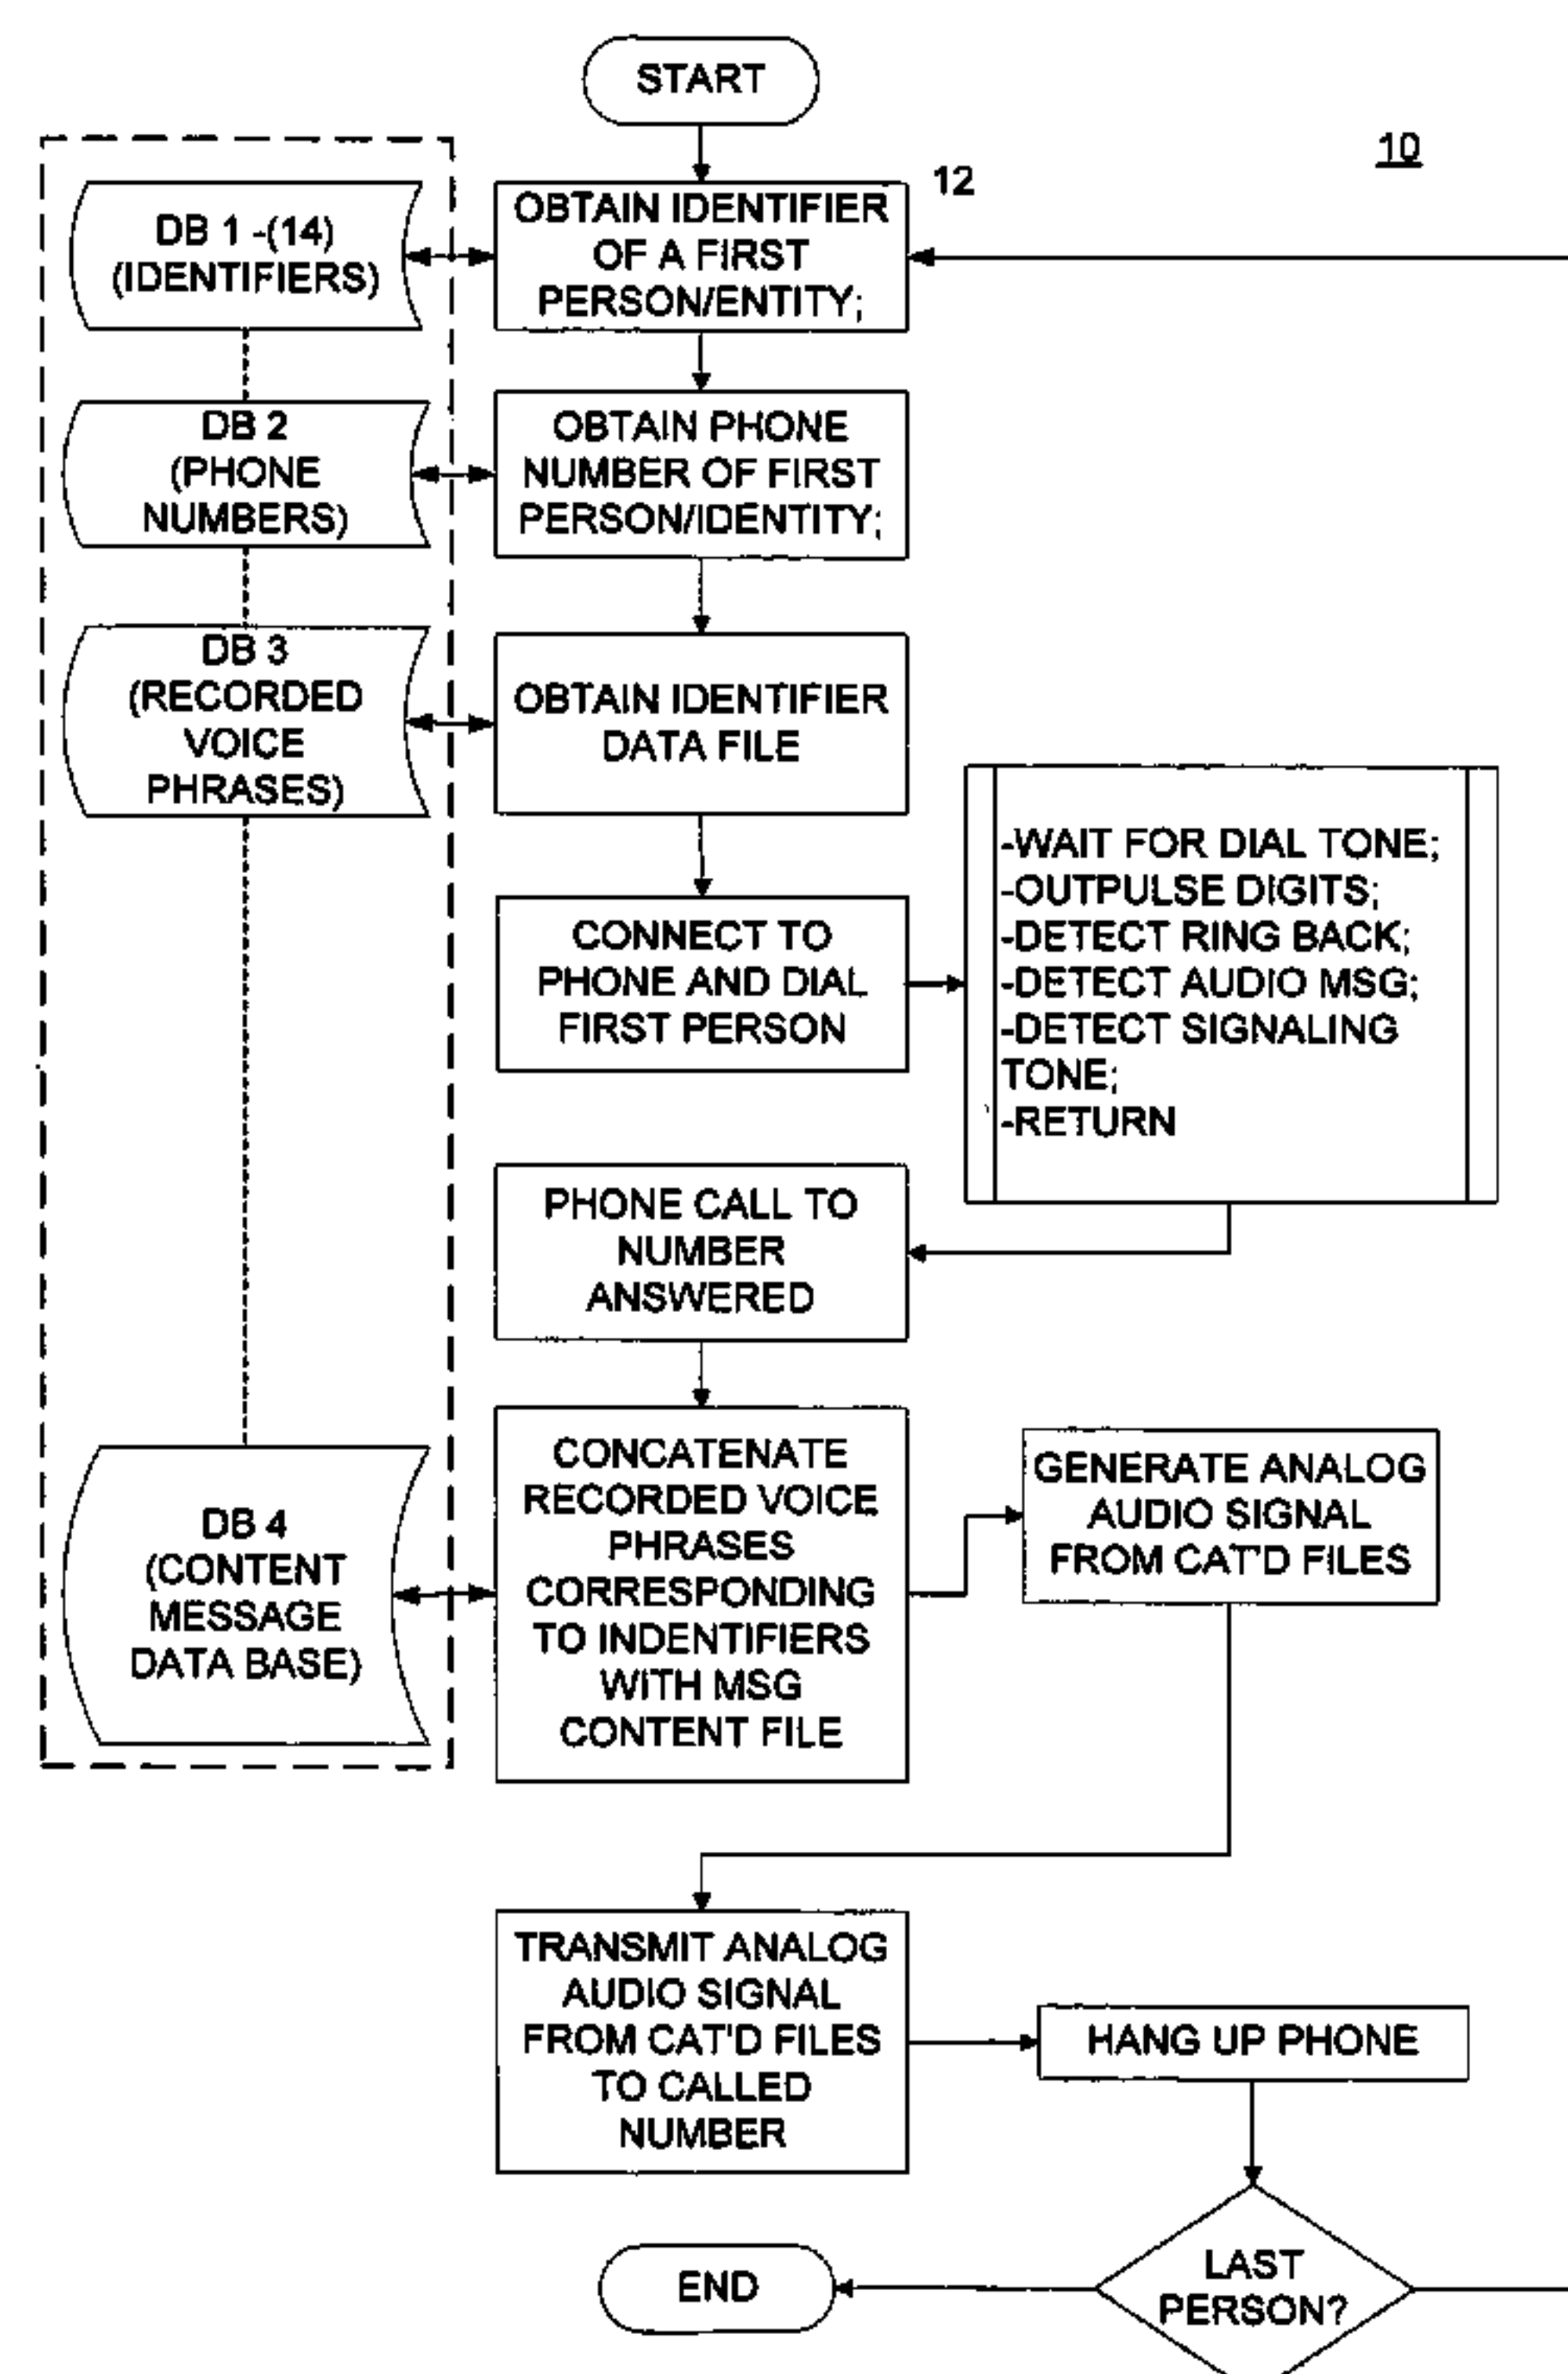 START
10
12
DB 1 -(14)
(IDENTIFIERS)
OBTAIN IDENTIFIER
OF A FIRST
PERSON/ENTITY;
DB 2
(PHONE
NUMBERS)
OBTAIN PHONE
NUMBER OF FIRST
PERSON/IDENTITY;
DB 3
(RECORDED
VOICE
PHRASES)
OBTAIN IDENTIFIER
DATA FILE
CONNECT TO
PHONE AND DIAL
FIRST PERSON
-WAIT FOR DIAL TONE;
-OUTPULSE DIGITS;
-DETECT RING BACK;
-DETECT AUDIO MSG;
-DETECT SIGNALING
TONE;
-RETURN
PHONE CALL TO
NUMBER
ANSWERED
DB 4
(CONTENT
MESSAGE
DATA BASE)
CONCATENATE
RECORDED VOICE
PHRASES
CORRESPONDING
TO INDENTIFIERS
WITH MSG
CONTENT FILE
GENERATE ANALOG
AUDIO SIGNAL
FROM CAT'D FILES
TRANSMIT ANALOG
AUDIO SIGNAL
FROM CAT'D FILES
TO CALLED
NUMBER
HANG UP PHONE
LAST
PERSON?
END